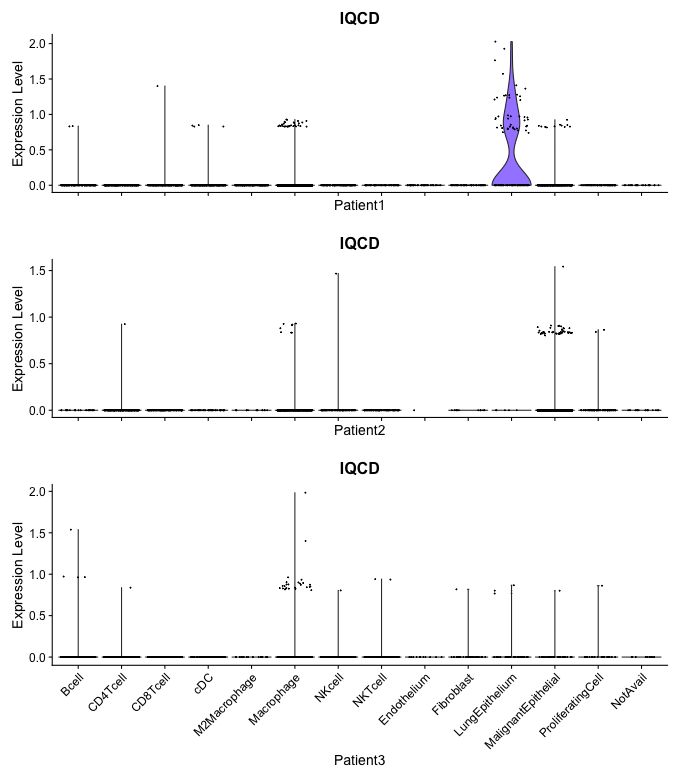 IQCD
Expression Level
2.0
1.5
1.0
0.5
0.0
Patient1
IQCD
Expression Level
1.5
1.0
0.5
0.0
Patient2
IQCD
Expression Level
2.0
1.5
1.0
0.5
0.0
Bcell
CD4Tcell
CD8Tcell
cDC
M2Macrophage
Macrophage
NKcell
NKTcell
Endothelium
Fibroblast
LungEpithelium
MalignantEpithelial
ProliferatingCell
NotAvail
Patient3